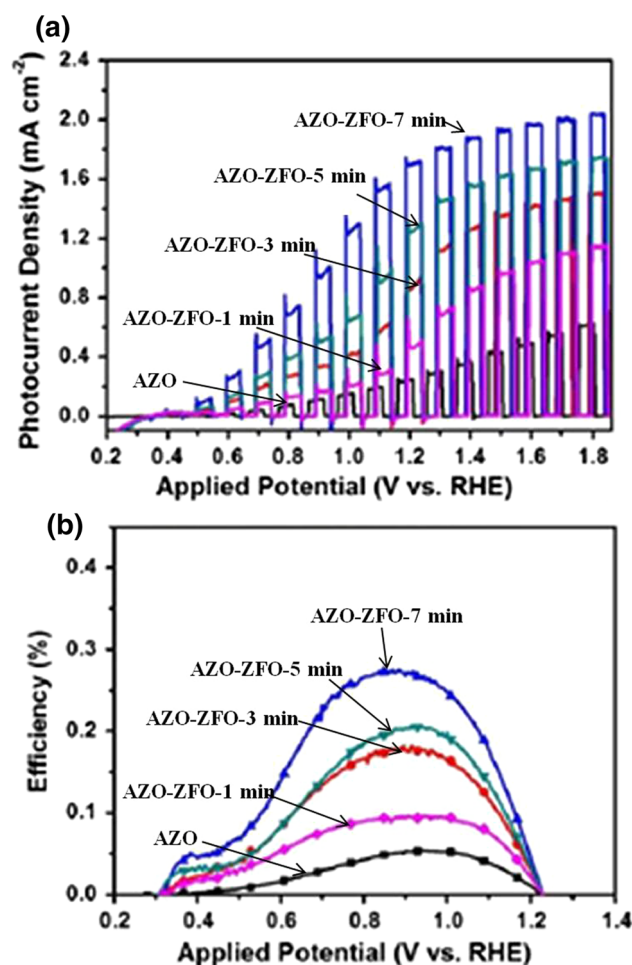 (a)
2.4
2.0
1.6
1.2
0.8
0.4
0.0
Photocurrent Density (mA cm⁻²)
AZO-ZFO-7 min
AZO-ZFO-5 min
AZO-ZFO-3 min
AZO-ZFO-1 min
AZO
0.2 0.4 0.6 0.8 1.0 1.2 1.4 1.6 1.8
Applied Potential (V vs. RHE)
(b)
0.4
0.3
0.2
0.1
0.0
Efficiency (%)
AZO-ZFO-7 min
AZO-ZFO-5 min
AZO-ZFO-3 min
AZO-ZFO-1 min
AZO
0.2 0.4 0.6 0.8 1.0 1.2 1.4
Applied Potential (V vs. RHE)